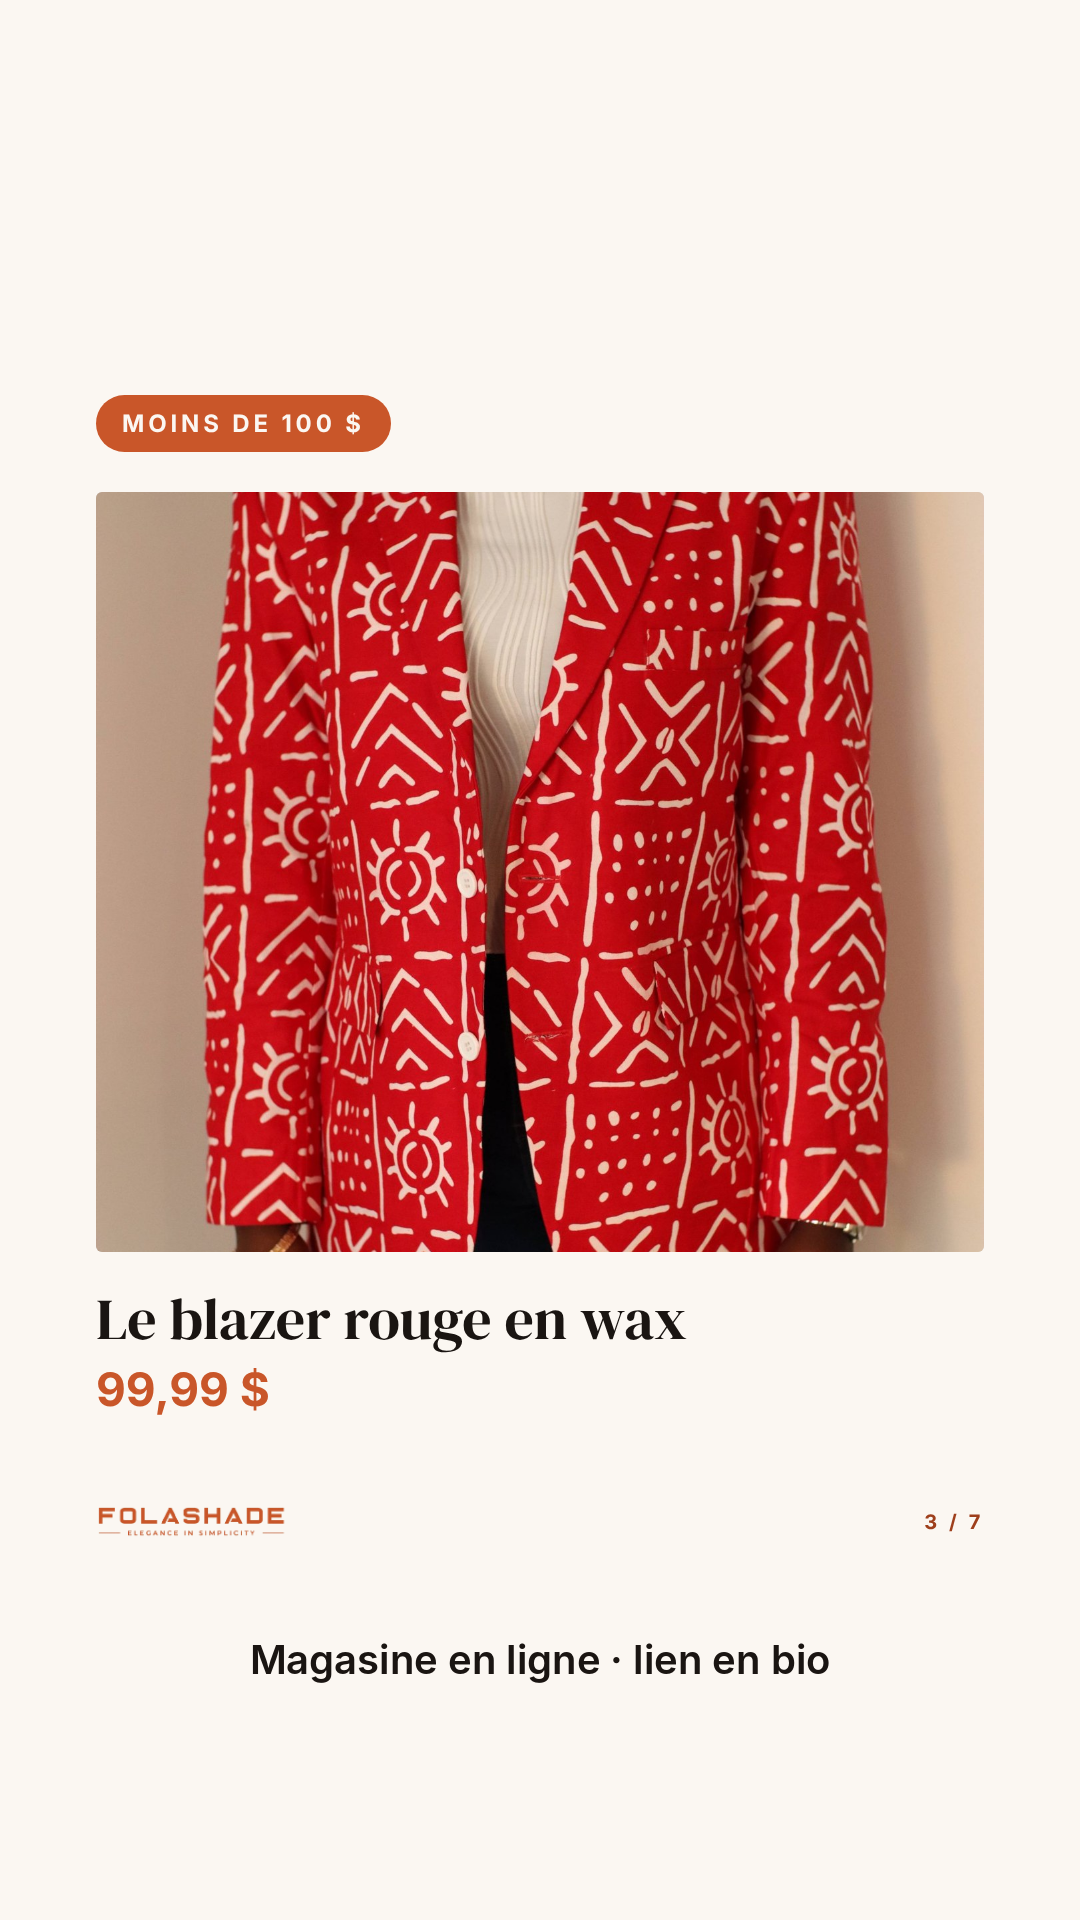 MOINS DE 100 $
Le blazer rouge en wax
99,99 $
FOLASHADE
ELEGANCE IN SIMPLICITY
3 / 7
Magasine en ligne · lien en bio